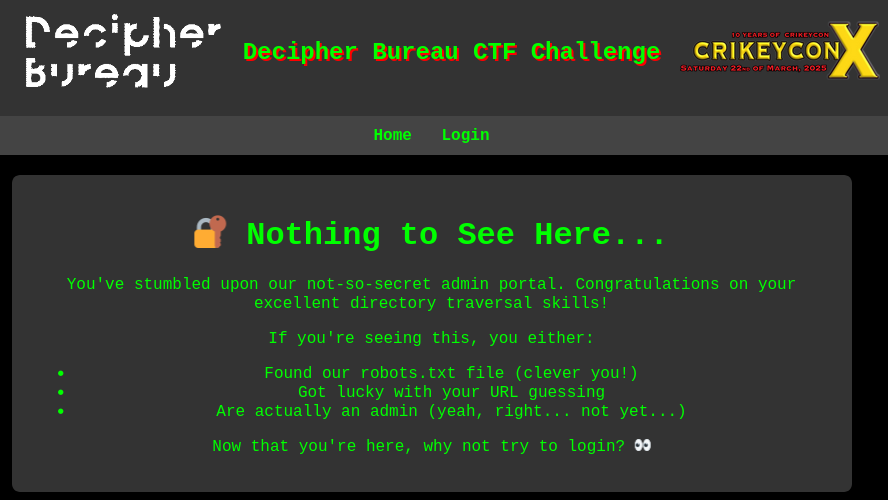 Decipher
Bureau
Decipher Bureau CTF Challenge
10 YEARS OF CRIKEYCON
CRIKEYCON X
SATURDAY 22ND OF MARCH, 2025
Home Login
Nothing to See Here...
You've stumbled upon our not-so-secret admin portal. Congratulations on your
excellent directory traversal skills!
If you're seeing this, you either:
• Found our robots.txt file (clever you!)
• Got lucky with your URL guessing
• Are actually an admin (yeah, right... not yet...)
Now that you're here, why not try to login? 👀